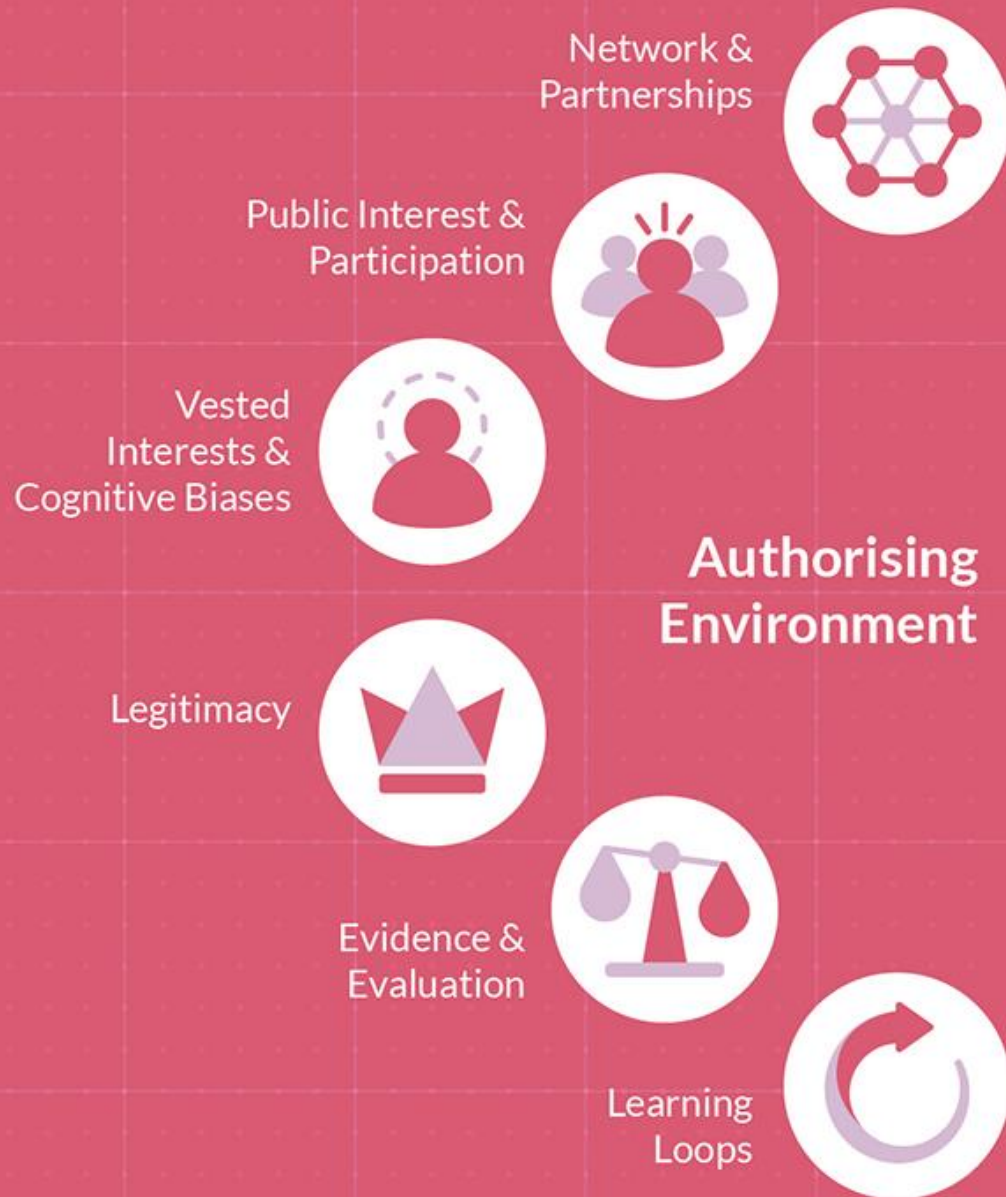 Network &
Partnerships
Public Interest &
Participation
Vested
Interests &
Cognitive Biases
Authorising
Environment
Legitimacy
Evidence &
Evaluation
Learning
Loops